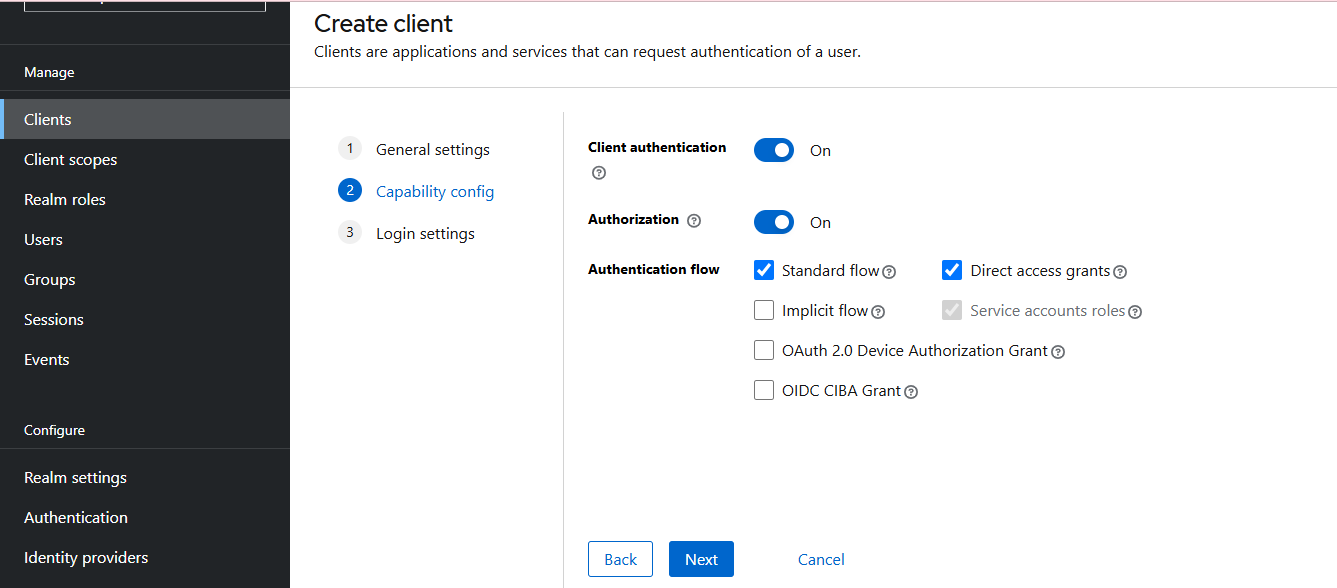 Create client
Clients are applications and services that can request authentication of a user.
Manage
Clients
Client scopes
Realm roles
Users
Groups
Sessions
Events
Configure
Realm settings
Authentication
Identity providers
1 General settings
2 Capability config
3 Login settings
Client authentication
On
Authorization
On
Authentication flow
Standard flow
Direct access grants
Implicit flow
Service accounts roles
OAuth 2.0 Device Authorization Grant
OIDC CIBA Grant
Back
Next
Cancel